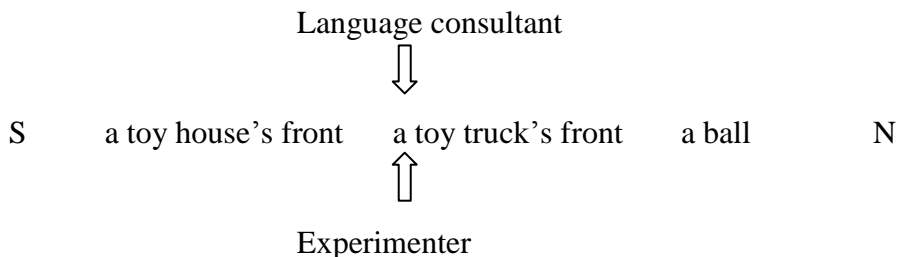 Language consultant
S a toy house’s front a toy truck’s front a ball N
Experimenter